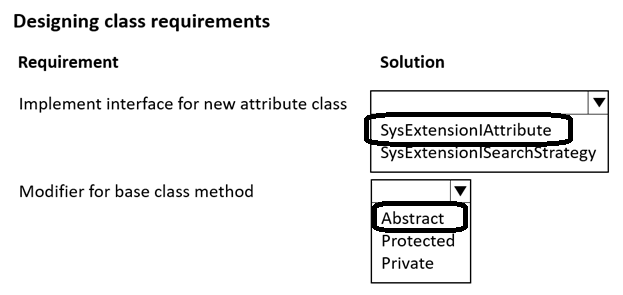 Designing class requirements
Requirement Solution
Implement interface for new attribute class
SysExtensionIAttribute
SysExtensionISearchStrategy
Modifier for base class method
Abstract
Protected
Private